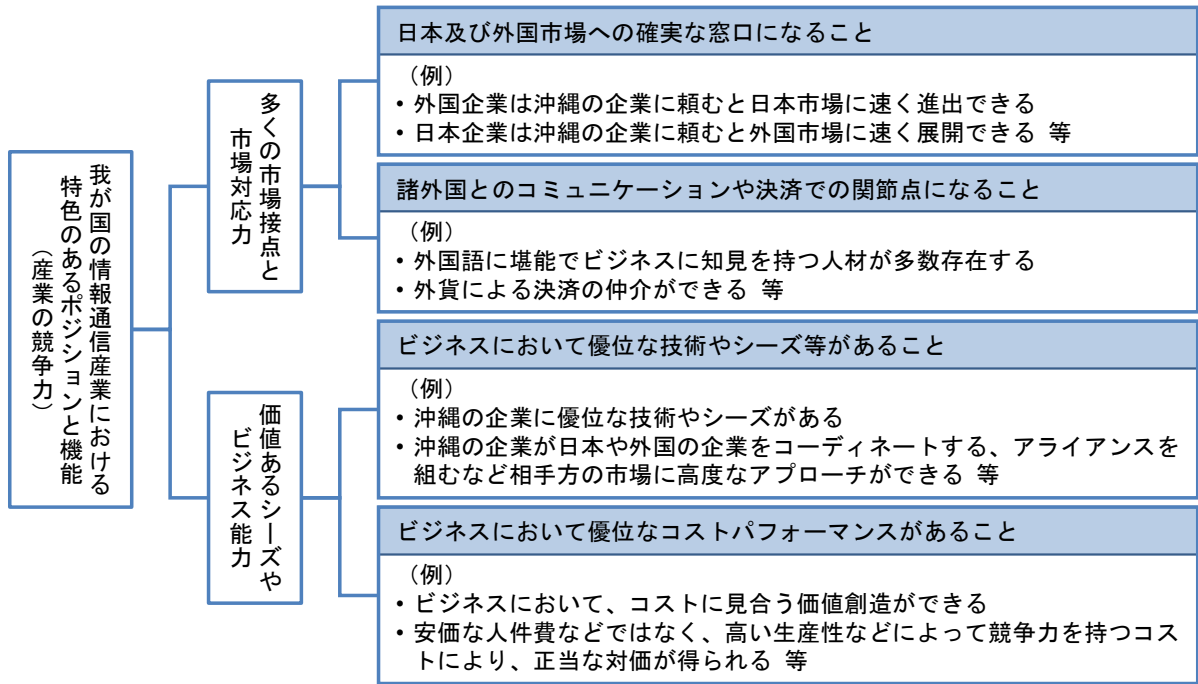 我が国の情報通信産業における
特色のあるポジションと機能
（産業の競争力）
多くの市場接点と
市場対応力
日本及び外国市場への確実な窓口になること
（例）
・外国企業は沖縄の企業に頼むと日本市場に速く進出できる
・日本企業は沖縄の企業に頼むと外国市場に速く展開できる 等
諸外国とのコミュニケーションや決済での関節点になること
（例）
・外国語に堪能でビジネスに知見を持つ人材が多数存在する
・外貨による決済の仲介ができる 等
価値あるシーズや
ビジネス能力
ビジネスにおいて優位な技術やシーズ等があること
（例）
・沖縄の企業に優位な技術やシーズがある
・沖縄の企業が日本や外国の企業をコーディネートする、アライアンスを
組むなど相手方の市場に高度なアプローチができる 等
ビジネスにおいて優位なコストパフォーマンスがあること
（例）
・ビジネスにおいて、コストに見合う価値創造ができる
・安価な人件費などではなく、高い生産性などによって競争力を持つコス
トにより、正当な対価が得られる 等